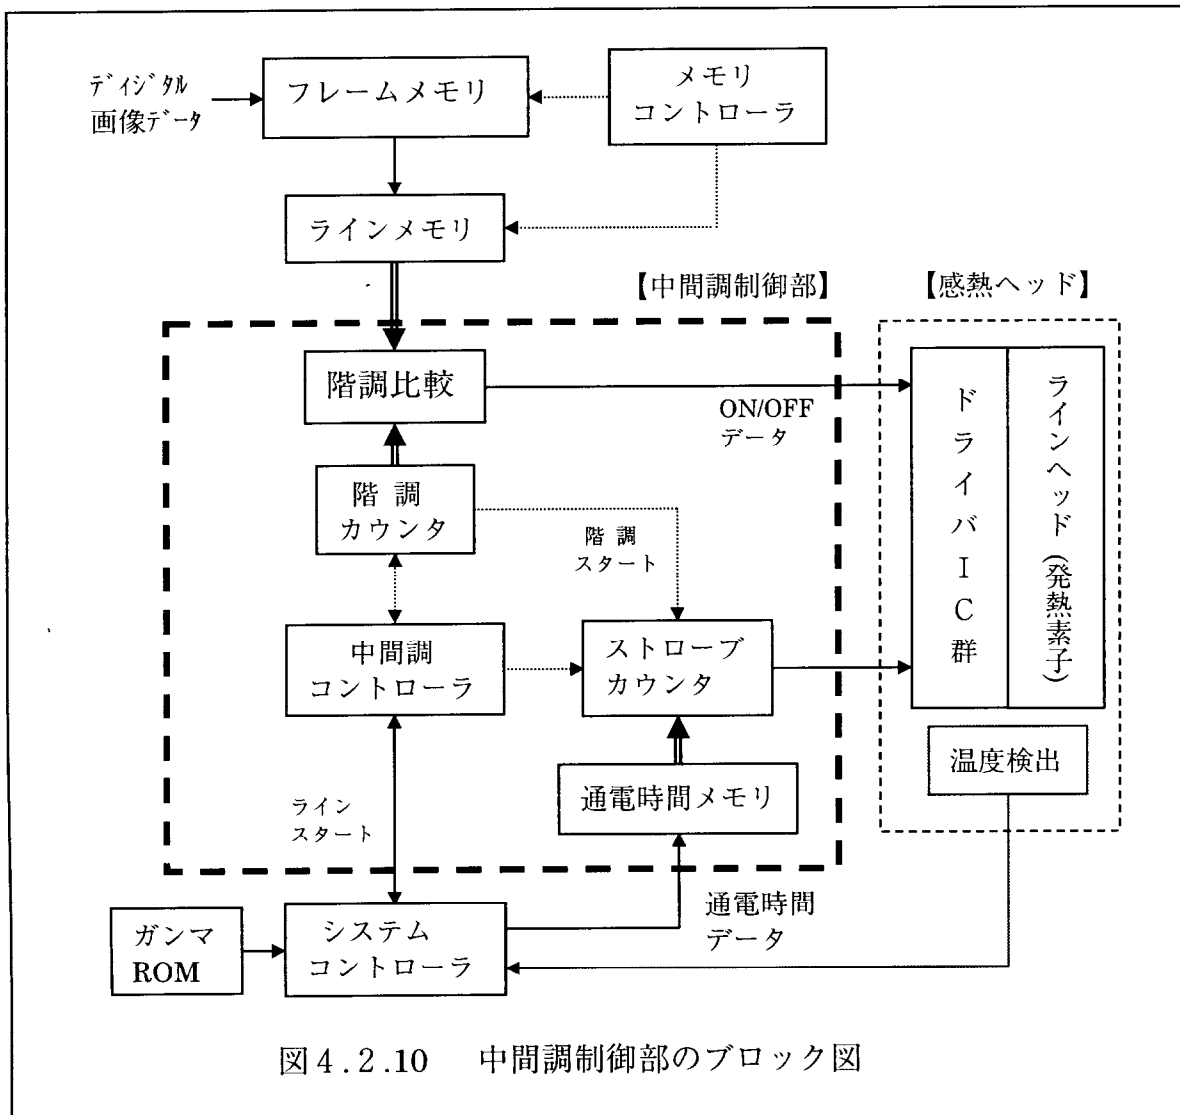 ディジタル
画像データ
フレームメモリ
メモリ
コントローラ
ラインメモリ
【中間調制御部】
【感熱ヘッド】
階調比較
ON/OFF
データ
ドライバIC群
ラインヘッド(発熱素子)
階 調
カウンタ
階 調
スタート
中間調
コントローラ
ストローブ
カウンタ
温度検出
通電時間メモリ
ライン
スタート
通電時間
データ
ガンマ
ROM
システム
コントローラ
図4.2.10 中間調制御部のブロック図